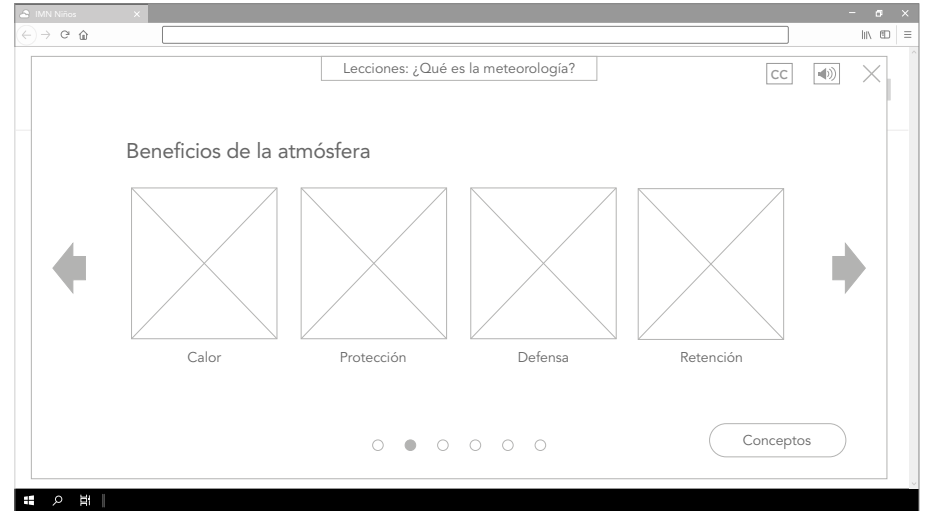 IMN Niños
Lecciones: ¿Qué es la meteorología?
CC
Beneficios de la atmósfera
Calor
Protección
Defensa
Retención
Conceptos